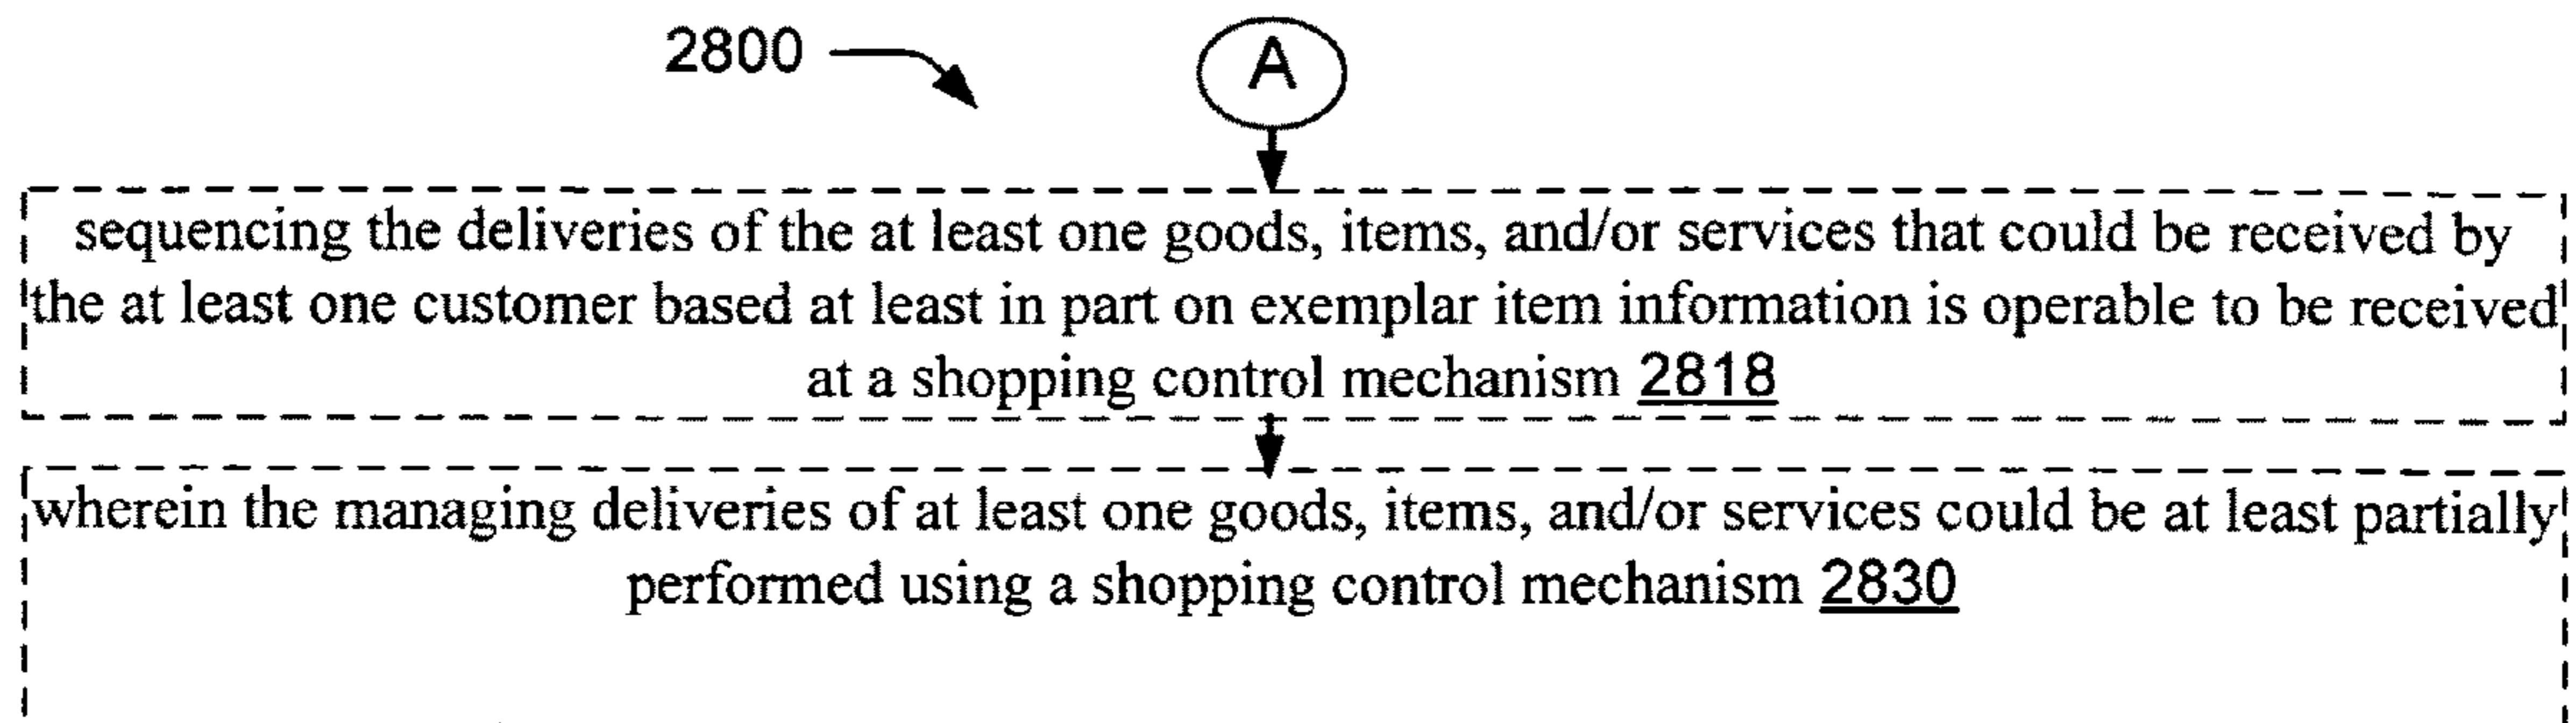 2800
A
sequencing the deliveries of the at least one goods, items, and/or services that could be received by
the at least one customer based at least in part on exemplar item information is operable to be received
at a shopping control mechanism 2818
wherein the managing deliveries of at least one goods, items, and/or services could be at least partially
performed using a shopping control mechanism 2830